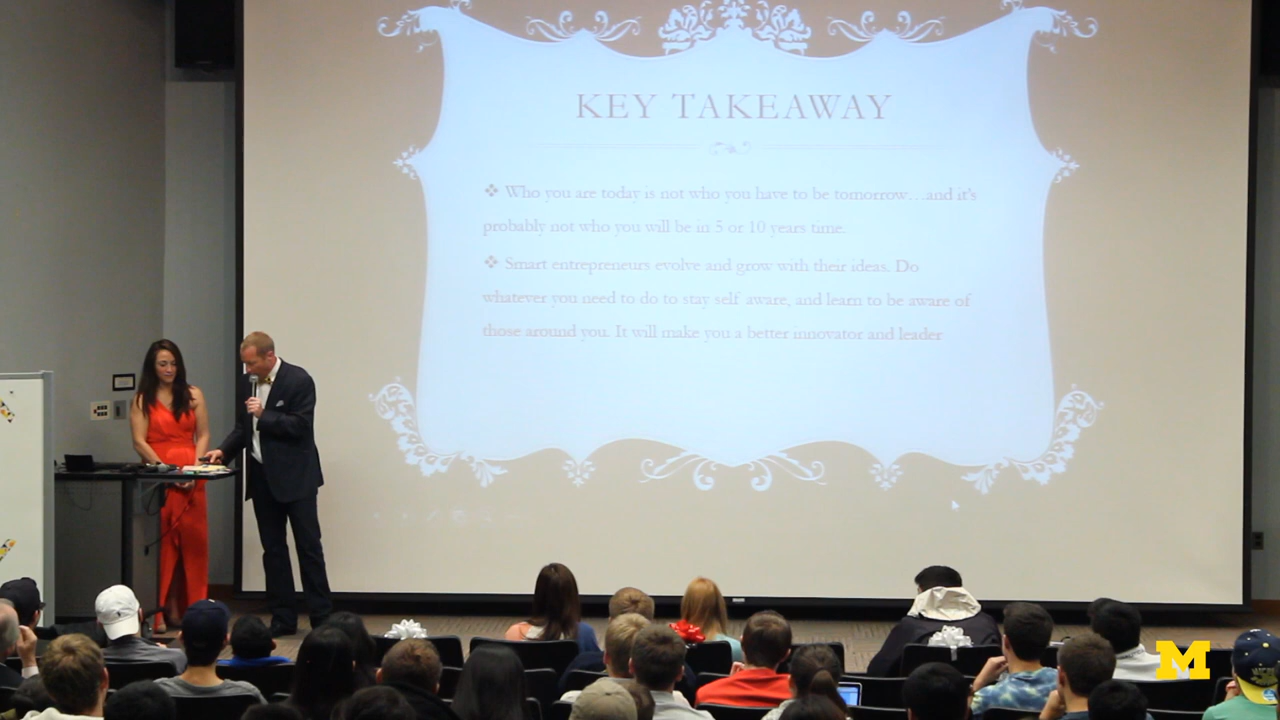 KEY TAKEAWAY
❖ Who you are today is not who you have to be tomorrow…and it's
probably not who you will be in 5 or 10 years time.
❖ Smart entrepreneurs evolve and grow with their ideas. Do
whatever you need to do to stay self aware, and learn to be aware of
those around you. It will make you a better innovator and leader
M